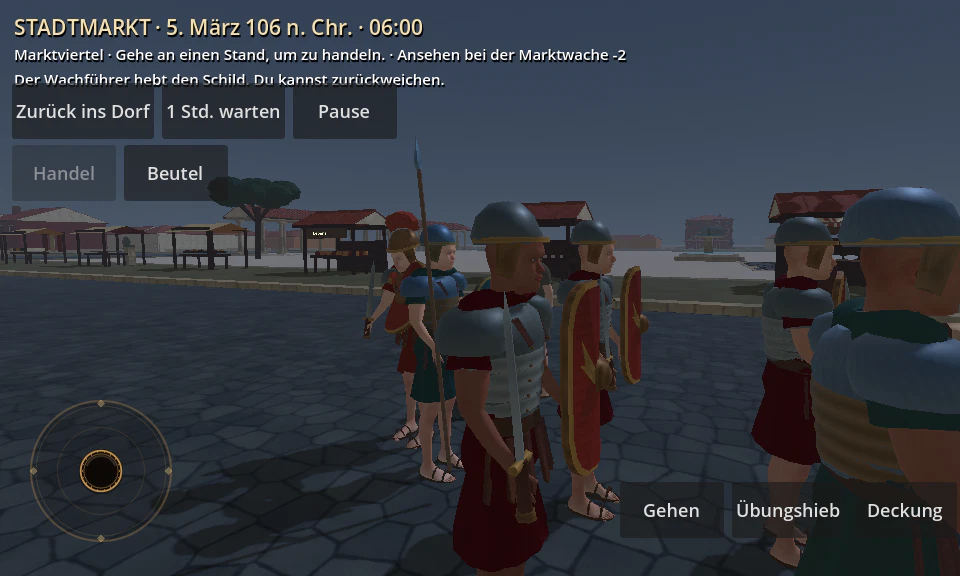 STADTMARKT · 5. März 106 n. Chr. · 06:00
Marktviertel · Gehe an einen Stand, um zu handeln. · Ansehen bei der Marktwache -2
Der Wachführer hebt den Schild. Du kannst zurückweichen.
Zurück ins Dorf 1 Std. warten Pause
Handel Beutel
Gehen Übungshieb Deckung